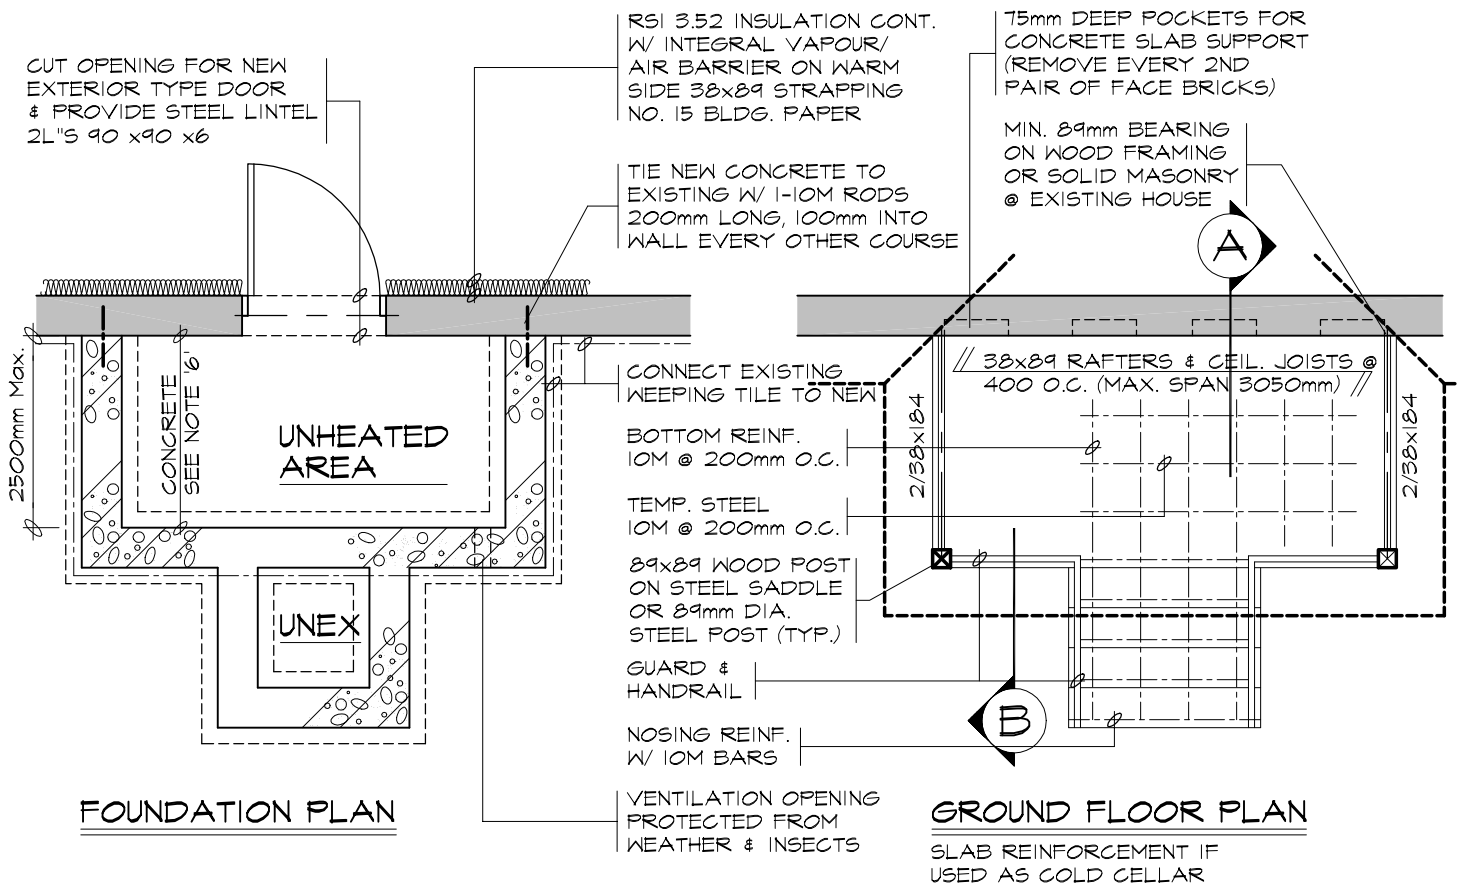 CUT OPENING FOR NEW
EXTERIOR TYPE DOOR
& PROVIDE STEEL LINTEL
2L"S 90 x90 x6
RSI 3.52 INSULATION CONT.
W/ INTEGRAL VAPOUR/
AIR BARRIER ON WARM
SIDE 38x89 STRAPPING
NO. 15 BLDG. PAPER
TIE NEW CONCRETE TO
EXISTING W/ 1-10M RODS
200mm LONG, 100mm INTO
WALL EVERY OTHER COURSE
75mm DEEP POCKETS FOR
CONCRETE SLAB SUPPORT
(REMOVE EVERY 2ND
PAIR OF FACE BRICKS)
MIN. 89mm BEARING
ON WOOD FRAMING
OR SOLID MASONRY
@ EXISTING HOUSE
A
2500mm Max.
CONCRETE
SEE NOTE '6'
UNHEATED
AREA
UNEX
CONNECT EXISTING
WEEPING TILE TO NEW
BOTTOM REINF.
10M @ 200mm O.C.
TEMP. STEEL
10M @ 200mm O.C.
89x89 WOOD POST
ON STEEL SADDLE
OR 89mm DIA.
STEEL POST (TYP.)
GUARD &
HANDRAIL
NOSING REINF.
W/ 10M BARS
VENTILATION OPENING
PROTECTED FROM
WEATHER & INSECTS
38x89 RAFTERS & CEIL. JOISTS @
400 O.C. (MAX. SPAN 3050mm)
2/38x184
2/38x184
B
FOUNDATION PLAN
GROUND FLOOR PLAN
SLAB REINFORCEMENT IF
USED AS COLD CELLAR